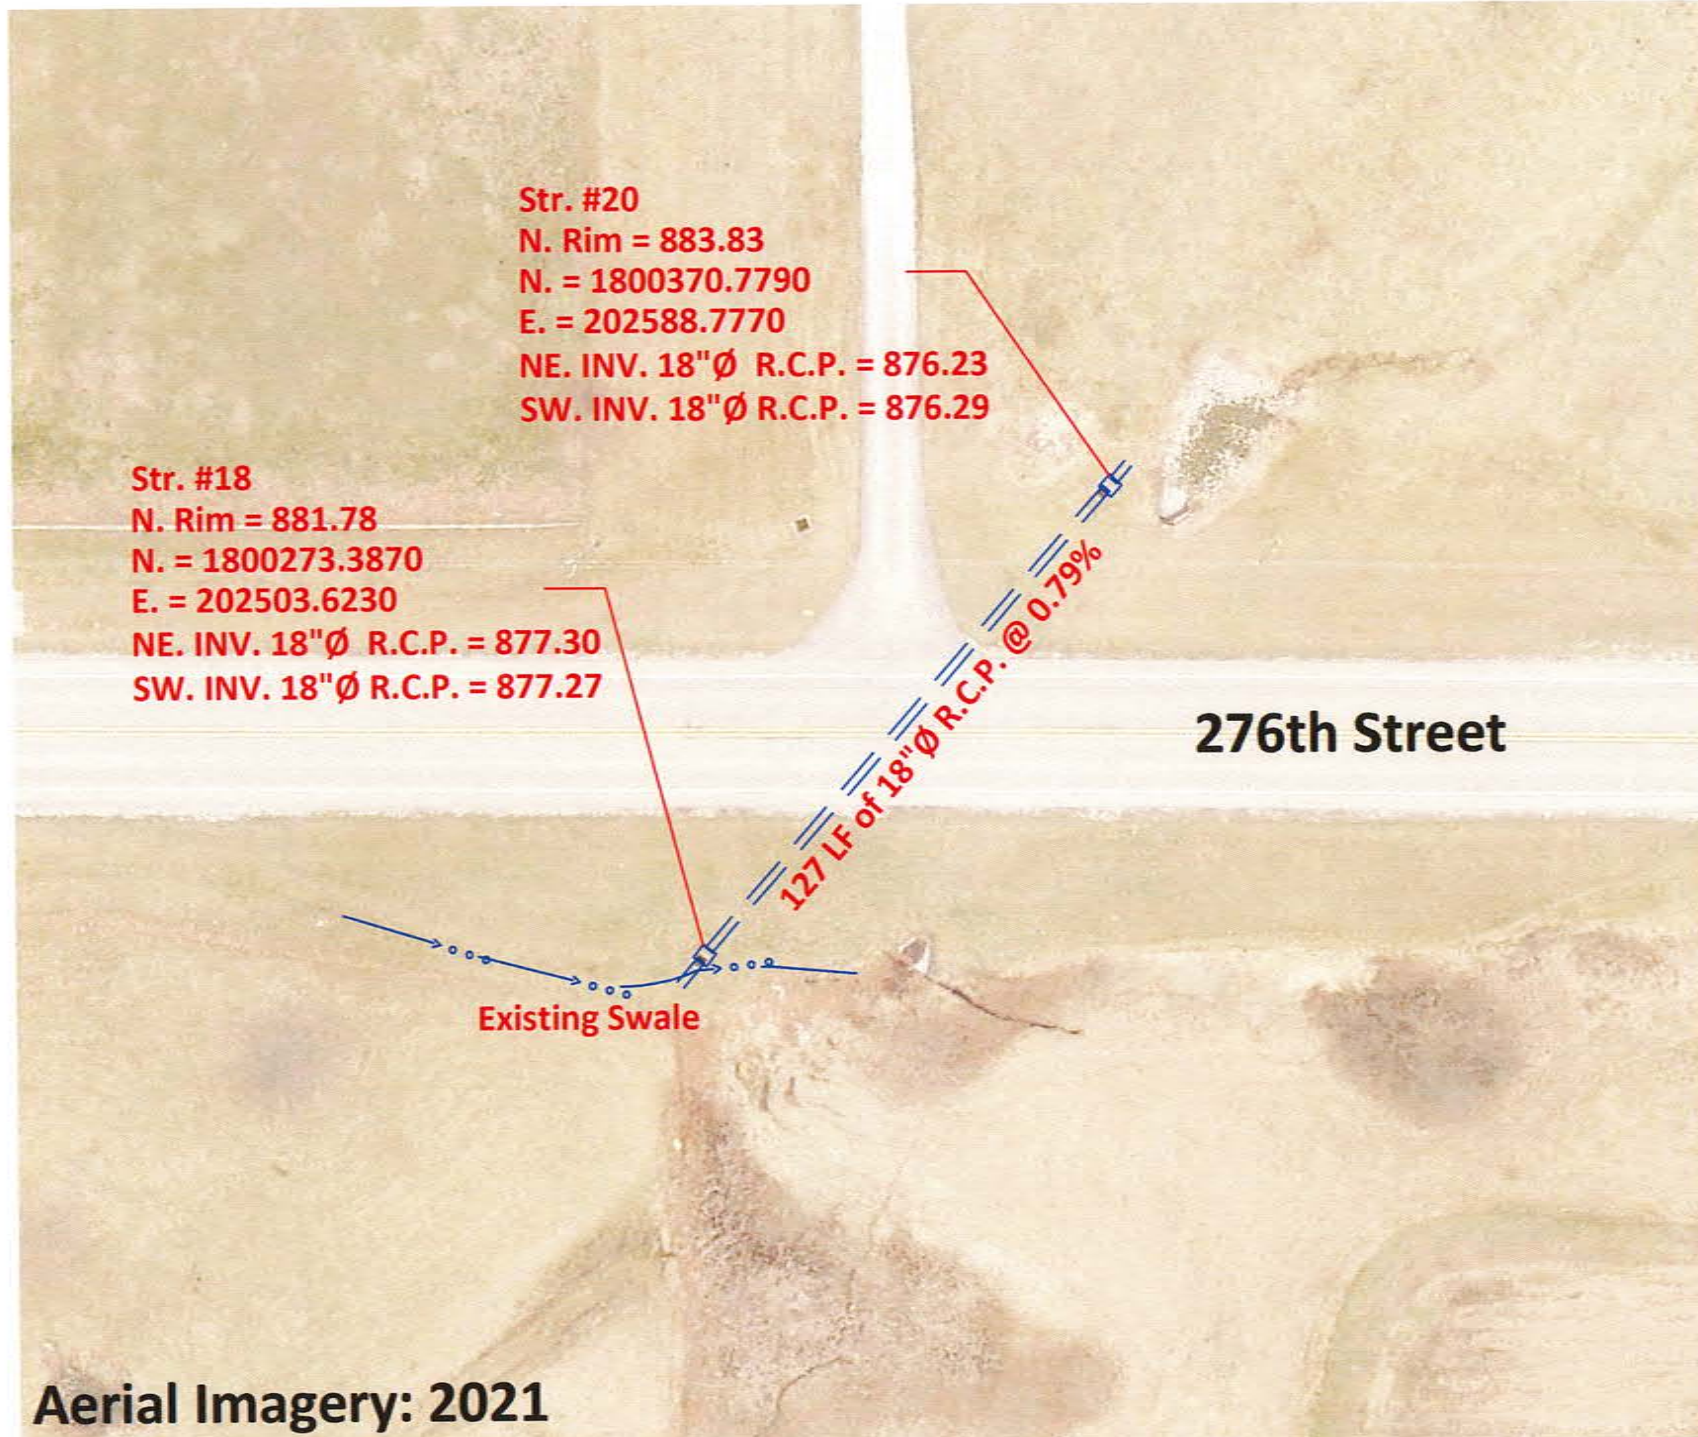 Str. #20
N. Rim = 883.83
N. = 1800370.7790
E. = 202588.7770
NE. INV. 18"Ø R.C.P. = 876.23
SW. INV. 18"Ø R.C.P. = 876.29
Str. #18
N. Rim = 881.78
N. = 1800273.3870
E. = 202503.6230
NE. INV. 18"Ø R.C.P. = 877.30
SW. INV. 18"Ø R.C.P. = 877.27
127 LF of 18"Ø R.C.P. @ 0.79%
276th Street
Existing Swale
Aerial Imagery: 2021